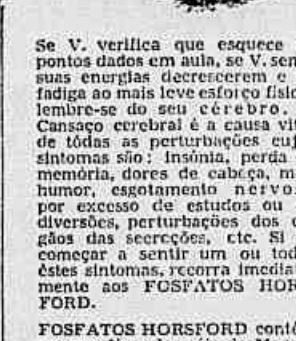 Se V. verifica que esquece
pontos dados em aula, se V. sen
suas energias decrescerem e
fadiga ao mais leve esforço físic
lembre-se do seu cérebro.
Cansaço cerebral é a causa vit
de tôdas as perturbações cuj
sintomas são: insônia, perda
memória, dores de cabeça, m
humor, esgotamento nervo
por excesso de estudos ou
diversões, perturbações dos
gãos das secreções, etc. Si
começar a sentir um ou tod
êstes sintomas, recorra imedia
mente aos FOSFATOS HOR
FORD.
FOSFATOS HORSFORD conté